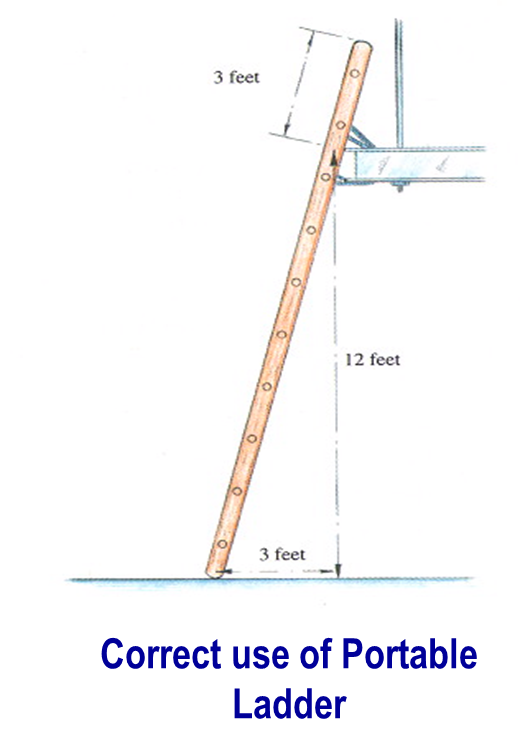 3 feet
12 feet
3 feet
Correct use of Portable
Ladder